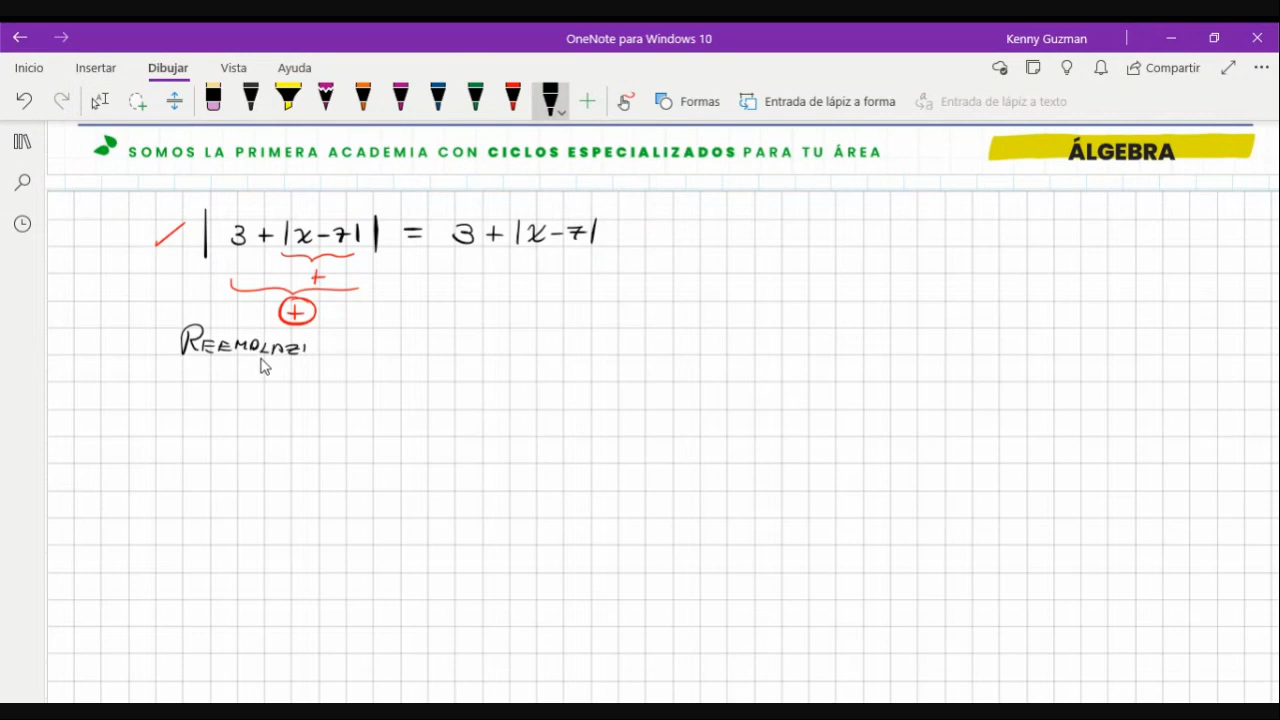 OneNote para Windows 10
Kenny Guzman
Inicio Insertar Dibujar Vista Ayuda
Compartir
Formas Entrada de lápiz a forma Entrada de lápiz a texto
SOMOS LA PRIMERA ACADEMIA CON CICLOS ESPECIALIZADOS PARA TU ÁREA
ÁLGEBRA
| 3 + |x - 7| | = 3 + |x - 7|
+
+